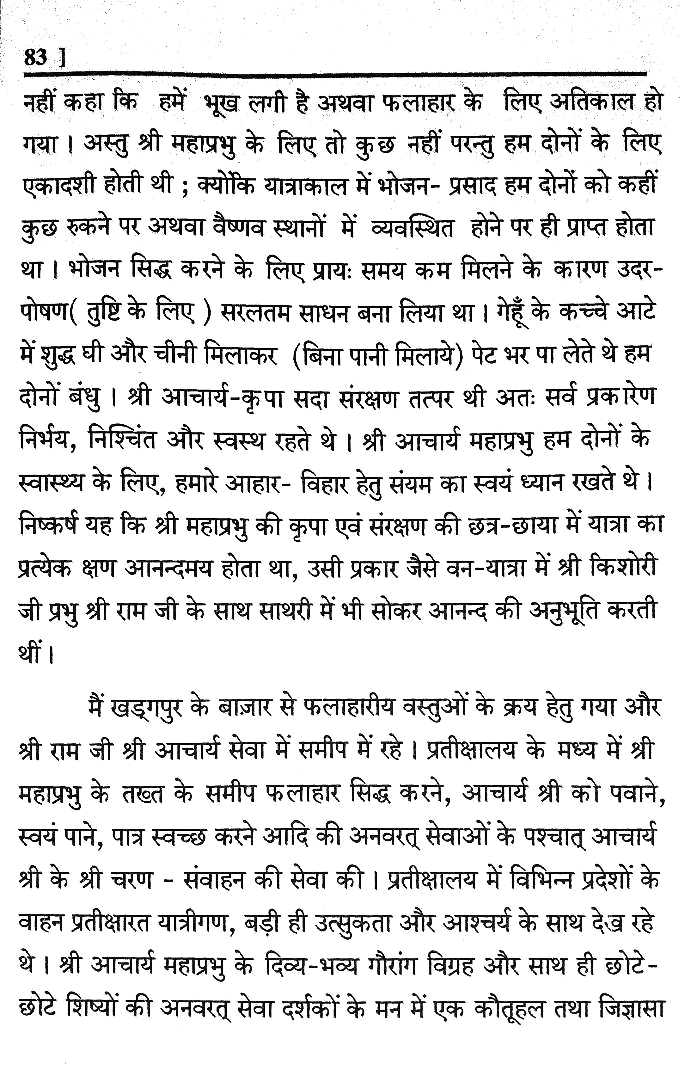 83 ]
नहीं कहा कि हमें भूख लगी है अथवा फलाहार के लिए अतिकाल हो
गया । अस्तु श्री महाप्रभु के लिए तो कुछ नहीं परन्तु हम दोनों के लिए
एकादशी होती थी ; क्योंकि यात्राकाल में भोजन- प्रसाद हम दोनों को कहीं
कुछ रुकने पर अथवा वैष्णव स्थानों में व्यवस्थित होने पर ही प्राप्त होता
था । भोजन सिद्ध करने के लिए प्रायः समय कम मिलने के कारण उदर-
पोषण( तुष्टि के लिए ) सरलतम साधन बना लिया था । गेहूँ के कच्चे आटे
में शुद्ध घी और चीनी मिलाकर (बिना पानी मिलाये) पेट भर पा लेते थे हम
दोनों बंधु । श्री आचार्य-कृपा सदा संरक्षण तत्पर थी अतः सर्व प्रकारेण
निर्भय, निश्चिंत और स्वस्थ रहते थे । श्री आचार्य महाप्रभु हम दोनों के
स्वास्थ्य के लिए, हमारे आहार- विहार हेतु संयम का स्वयं ध्यान रखते थे ।
निष्कर्ष यह कि श्री महाप्रभु की कृपा एवं संरक्षण की छत्र-छाया में यात्रा का
प्रत्येक क्षण आनन्दमय होता था, उसी प्रकार जैसे वन-यात्रा में श्री किशोरी
जी प्रभु श्री राम जी के साथ साथरी में भी सोकर आनन्द की अनुभूति करती
थीं ।
मैं खड्गपुर के बाज़ार से फलाहारीय वस्तुओं के क्रय हेतु गया और
श्री राम जी श्री आचार्य सेवा में समीप में रहे । प्रतीक्षालय के मध्य में श्री
महाप्रभु के तख्त के समीप फलाहार सिद्ध करने, आचार्य श्री को पवाने,
स्वयं पाने, पात्र स्वच्छ करने आदि की अनवरत् सेवाओं के पश्चात् आचार्य
श्री के श्री चरण - संवाहन की सेवा की । प्रतीक्षालय में विभिन्न प्रदेशों के
वाहन प्रतीक्षारत यात्रीगण, बड़ी ही उत्सुकता और आश्चर्य के साथ देख रहे
थे । श्री आचार्य महाप्रभु के दिव्य-भव्य गौरांग विग्रह और साथ ही छोटे-
छोटे शिष्यों की अनवरत् सेवा दर्शकों के मन में एक कौतूहल तथा जिज्ञासा